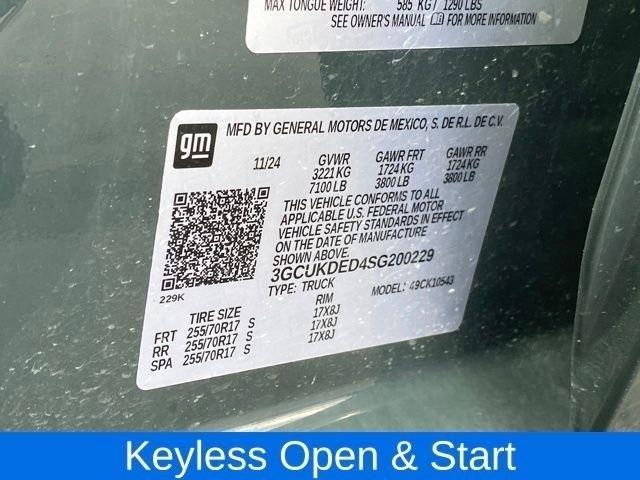 MAX TONGUE WEIGHT: 585 KG / 1290 LBS
SEE OWNER'S MANUAL FOR MORE INFORMATION
gm
MFD BY GENERAL MOTORS DE MEXICO, S. DE R.L. DE C.V.
11/24 GVWR GAWR FRT GAWR RR
3221 KG 1724 KG 1724 KG
7100 LB 3800 LB 3800 LB
THIS VEHICLE CONFORMS TO ALL
APPLICABLE U.S. FEDERAL MOTOR
VEHICLE SAFETY STANDARDS IN EFFECT
ON THE DATE OF MANUFACTURE
SHOWN ABOVE.
3GCUKDED4SG200229
TYPE: TRUCK MODEL: 49CK10543
229K
TIRE SIZE RIM
FRT 255/70R17 S 17X8J
RR 255/70R17 S 17X8J
SPA 255/70R17 S 17X8J
Keyless Open & Start